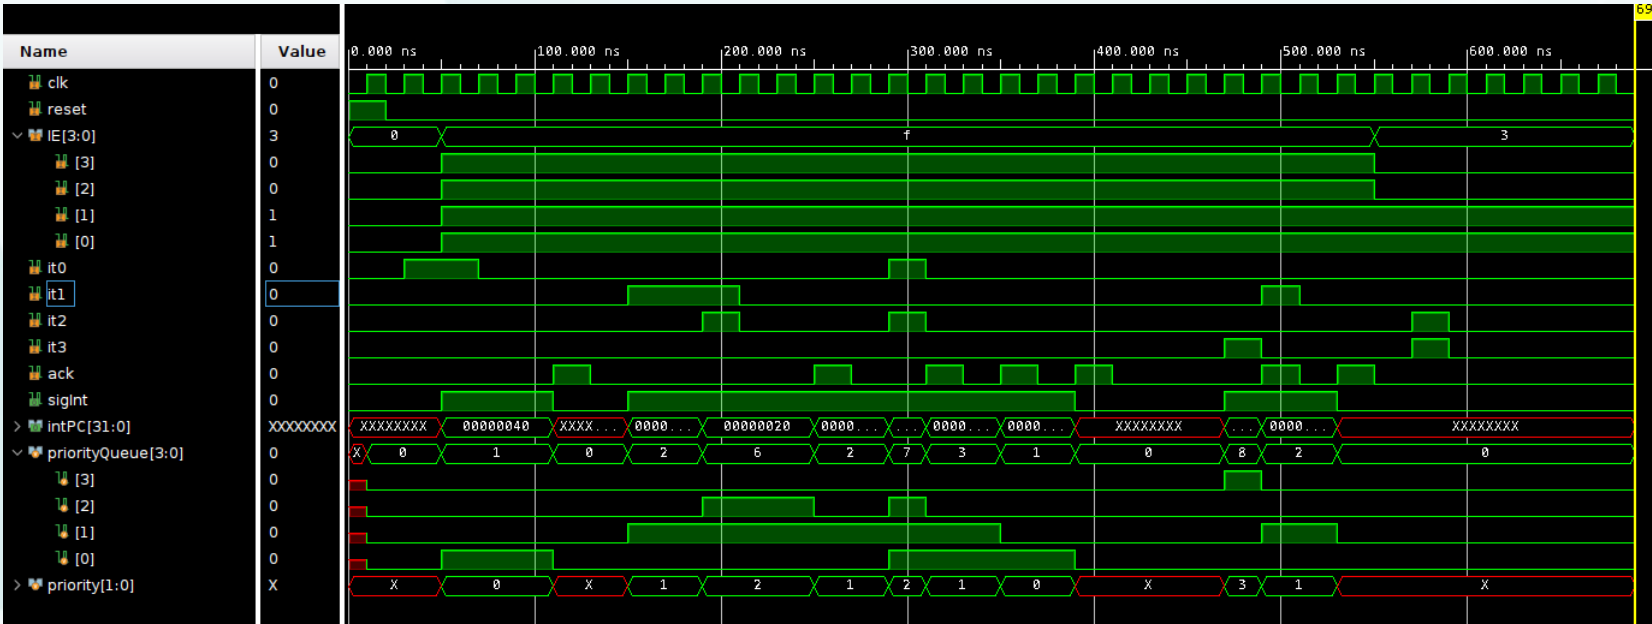 69
Name Value 0.000 ns 100.000 ns 200.000 ns 300.000 ns 400.000 ns 500.000 ns 600.000 ns
clk 0
reset 0
IE[3:0] 3 0 f 3
[3] 0
[2] 0
[1] 1
[0] 1
it0 0
it1 0
it2 0
it3 0
ack 0
sigInt 0
intPC[31:0] XXXXXXXX XXXXXXXX 00000040 XXXX... 0000... 00000020 0000... ... 0000... 0000... XXXXXXXX ... 0000... XXXXXXXX
priorityQueue[3:0] 0 X 0 1 0 2 6 2 7 3 1 0 8 2 0
[3] 0
[2] 0
[1] 0
[0] 0
priority[1:0] X X 0 X 1 2 1 2 1 0 X 3 1 X